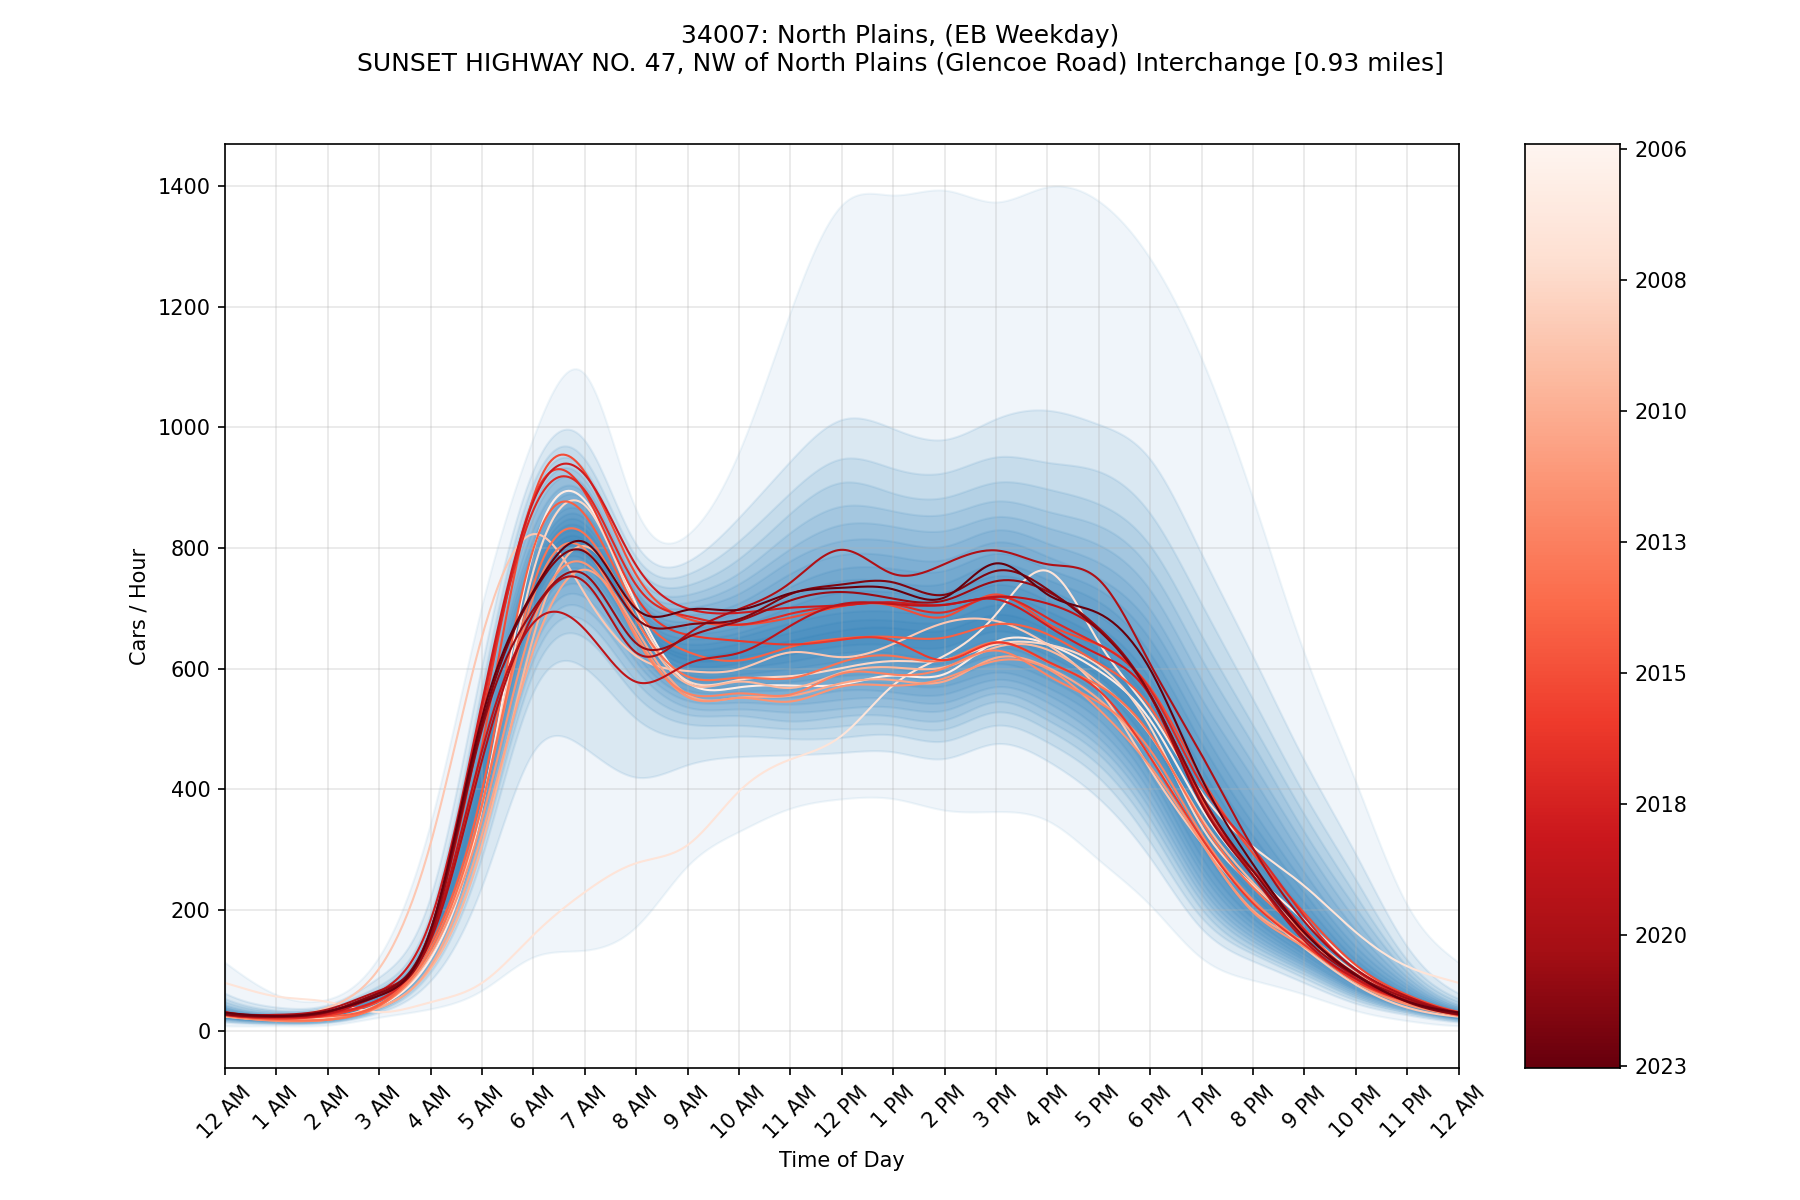 34007: North Plains, (EB Weekday)
SUNSET HIGHWAY NO. 47, NW of North Plains (Glencoe Road) Interchange [0.93 miles]
1400
1200
1000
800
600
400
200
0
Cars / Hour
12 AM
1 AM
2 AM
3 AM
4 AM
5 AM
6 AM
7 AM
8 AM
9 AM
10 AM
11 AM
12 PM
1 PM
2 PM
3 PM
4 PM
5 PM
6 PM
7 PM
8 PM
9 PM
10 PM
11 PM
12 AM
Time of Day
2006
2008
2010
2013
2015
2018
2020
2023